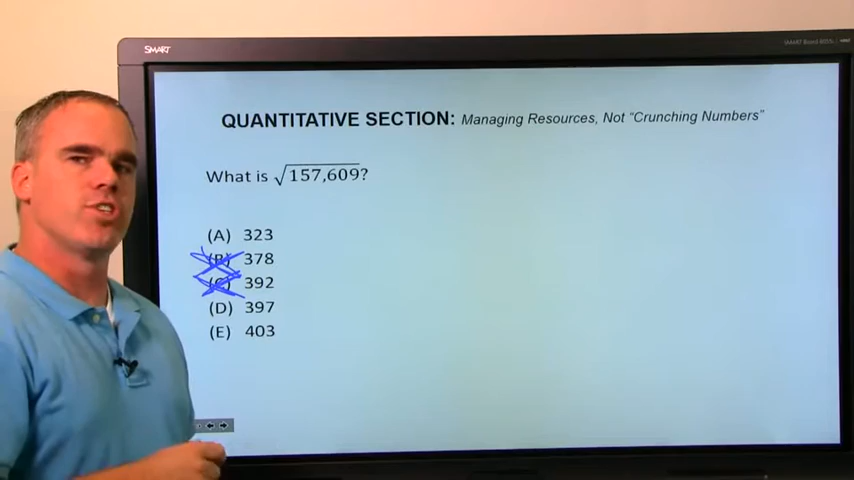 SMART
QUANTITATIVE SECTION: Managing Resources, Not "Crunching Numbers"
What is √157,609?
(A) 323
(B) 378
(C) 392
(D) 397
(E) 403